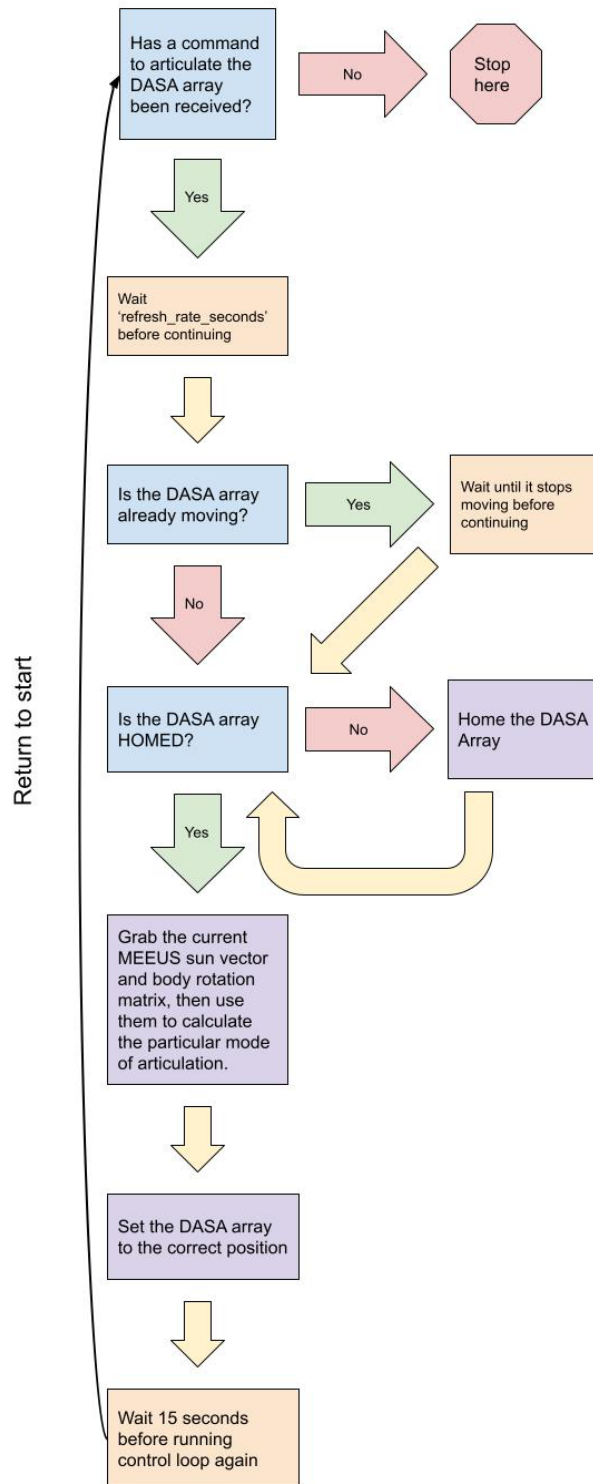 Has a command
to articulate the
DASA array
been received?
No
Stop
here
Yes
Wait
‘refresh_rate_seconds’
before continuing
Is the DASA array
already moving?
Yes
Wait until it stops
moving before
continuing
No
Is the DASA array
HOMED?
No
Home the DASA
Array
Yes
Grab the current
MEEUS sun vector
and body rotation
matrix, then use
them to calculate
the particular mode
of articulation.
Set the DASA array
to the correct position
Wait 15 seconds
before running
control loop again
Return to start